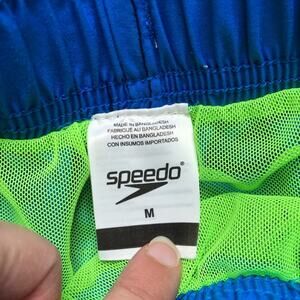 MADE IN BANGLADESH
FABRIQUÉ AU BANGLADESH
HECHO EN BANGLADESH
CON INSUMOS IMPORTADOS
speedo
M